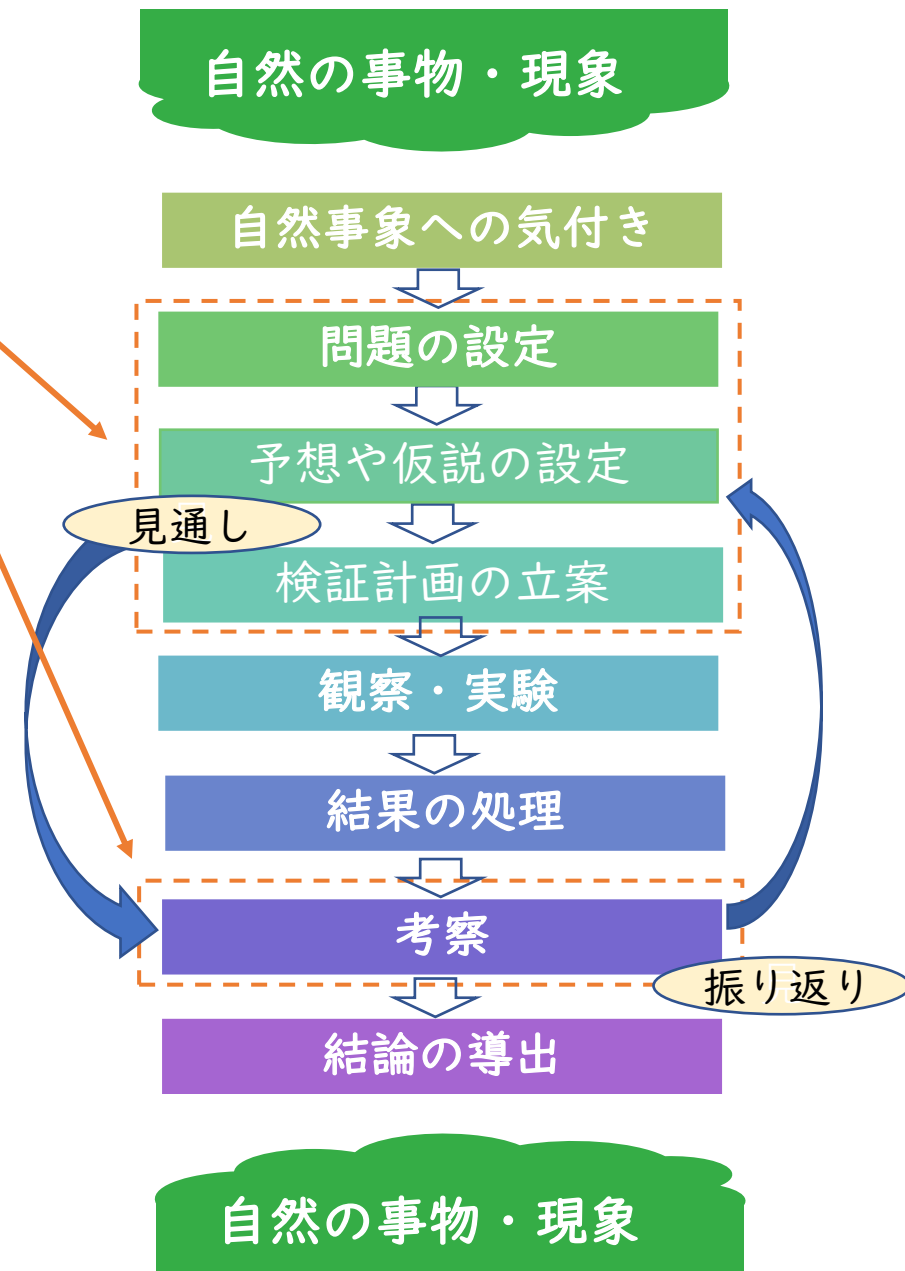 自然の事物・現象
自然事象への気付き
問題の設定
予想や仮説の設定
見通し
検証計画の立案
観察・実験
結果の処理
考察
振り返り
結論の導出
自然の事物・現象